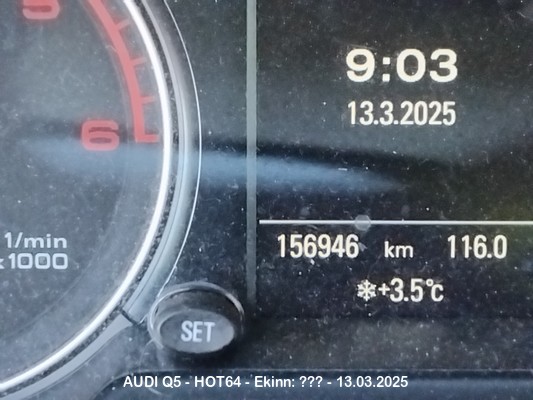 5
9:03
13.3.2025
6
1/min
x1000
156946 km 116.0
❄+3.5°C
SET
AUDI Q5 - HOT64 - Ekinn: ??? - 13.03.2025